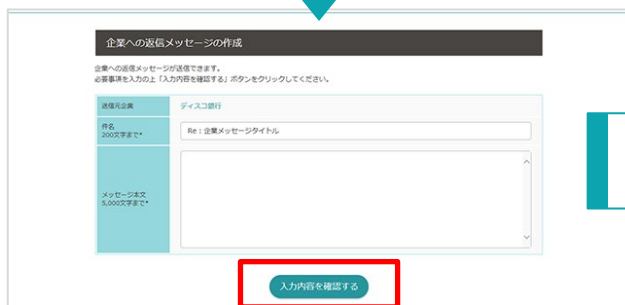 企業への返信メッセージの作成
企業への返信メッセージが送信できます。
必要事項を入力の上「入力内容を確認する」ボタンをクリックしてください。
送信元企業
ディスコ銀行
件名
200文字まで*
Re：企業メッセージタイトル
メッセージ本文
5,000文字まで*
入力内容を確認する